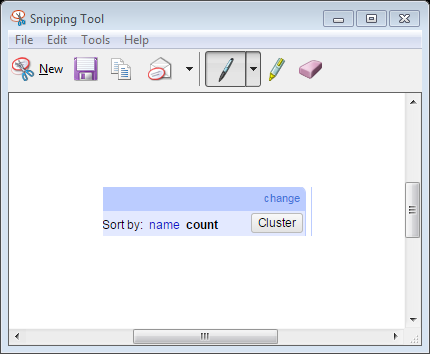 Snipping Tool
File Edit Tools Help
New
change
Sort by: name count Cluster